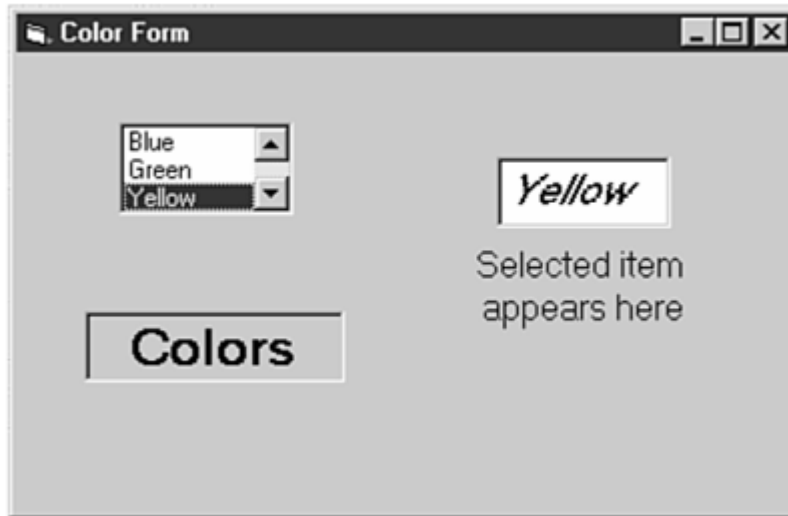 Color Form
Blue
Green
Yellow
Yellow
Selected item
appears here
Colors